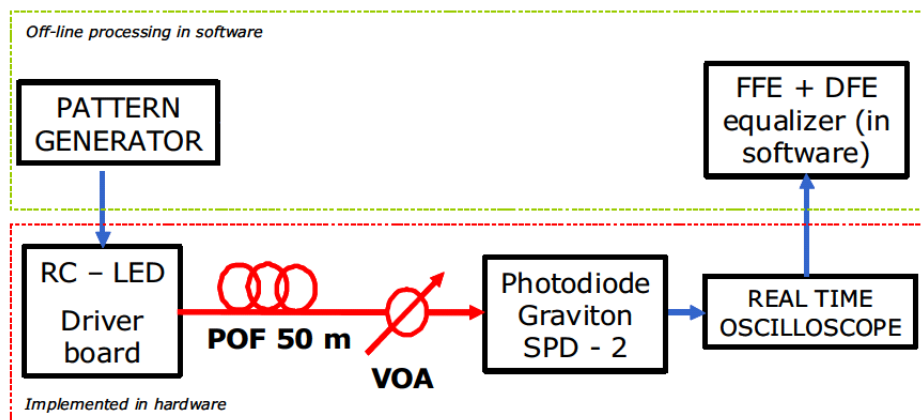 Off-line processing in software
PATTERN
GENERATOR
FFE + DFE
equalizer (in
software)
RC – LED
Driver
board
POF 50 m
VOA
Photodiode
Graviton
SPD - 2
REAL TIME
OSCILLOSCOPE
Implemented in hardware